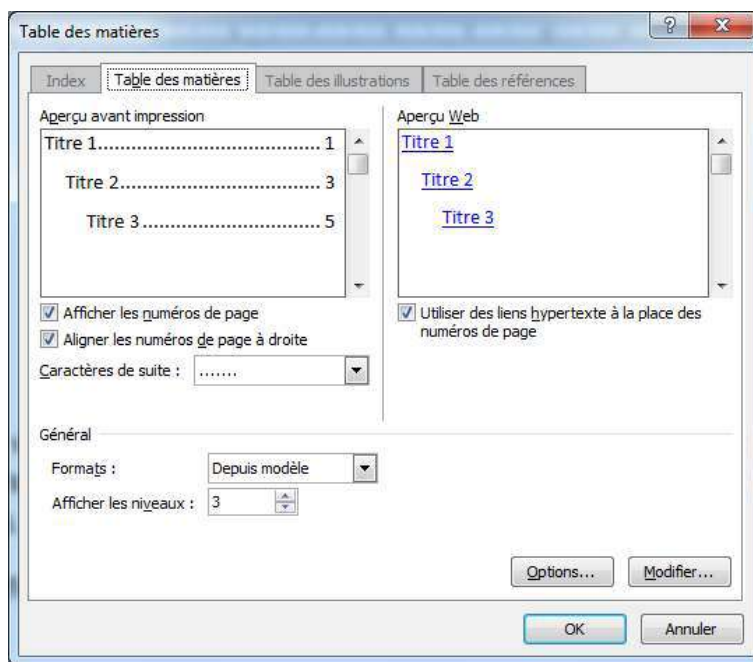 Table des matières
Index
Table des matières
Table des illustrations
Table des références
Aperçu avant impression
Titre 1.......................................... 1
Titre 2..................................... 3
Titre 3................................. 5
Afficher les numéros de page
Aligner les numéros de page à droite
Caractères de suite : .......
Aperçu Web
Titre 1
Titre 2
Titre 3
Utiliser des liens hypertexte à la place des
numéros de page
Général
Formats : Depuis modèle
Afficher les niveaux : 3
Options... Modifier...
OK Annuler